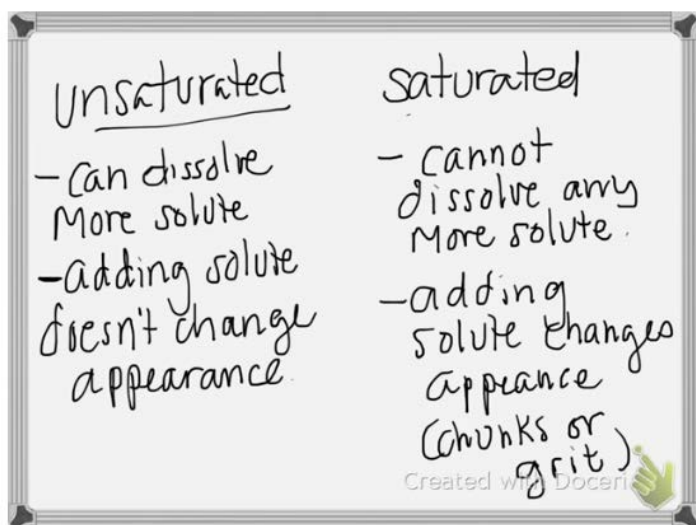 unsaturated
- can dissolve
more solute
- adding solute
doesn't change
appearance.
saturated
- cannot
dissolve any
more solute.
- adding
solute changes
appeance
(chunks or
grit)
Created with Doceri